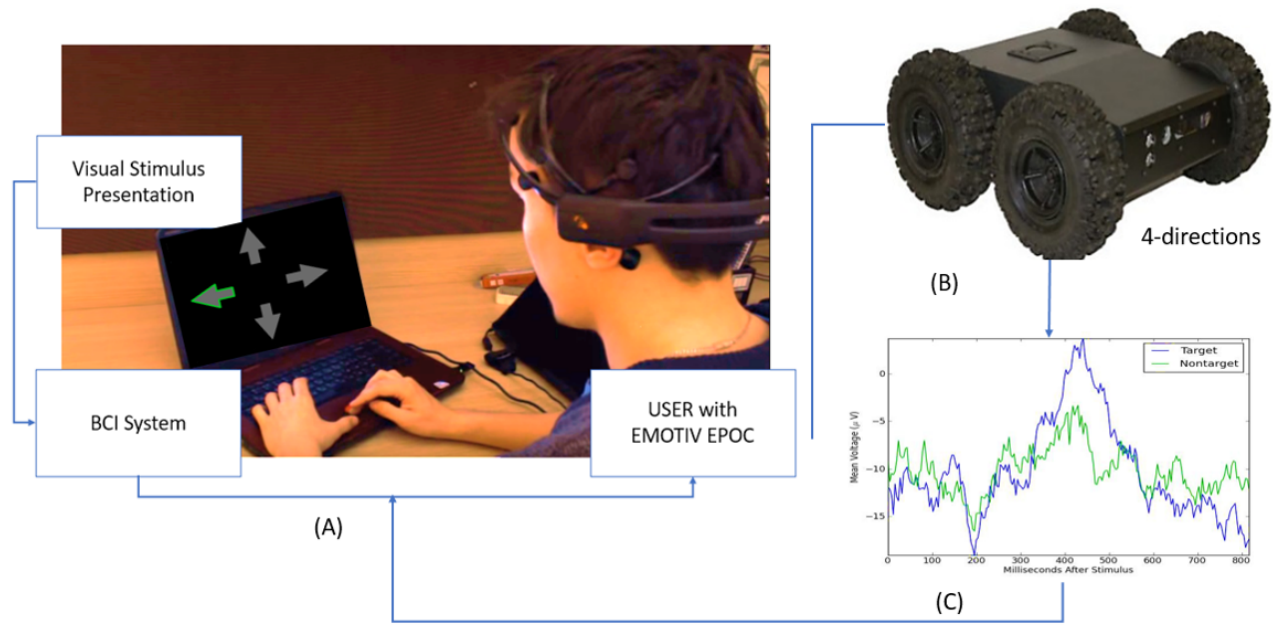 Visual Stimulus
Presentation
BCI System
USER with
EMOTIV EPOC
(A)
4-directions
(B)
Target
Nontarget
Mean Voltage (μ V)
0
−5
−10
−15
0 100 200 300 400 500 600 700 800
Milliseconds After Stimulus
(C)